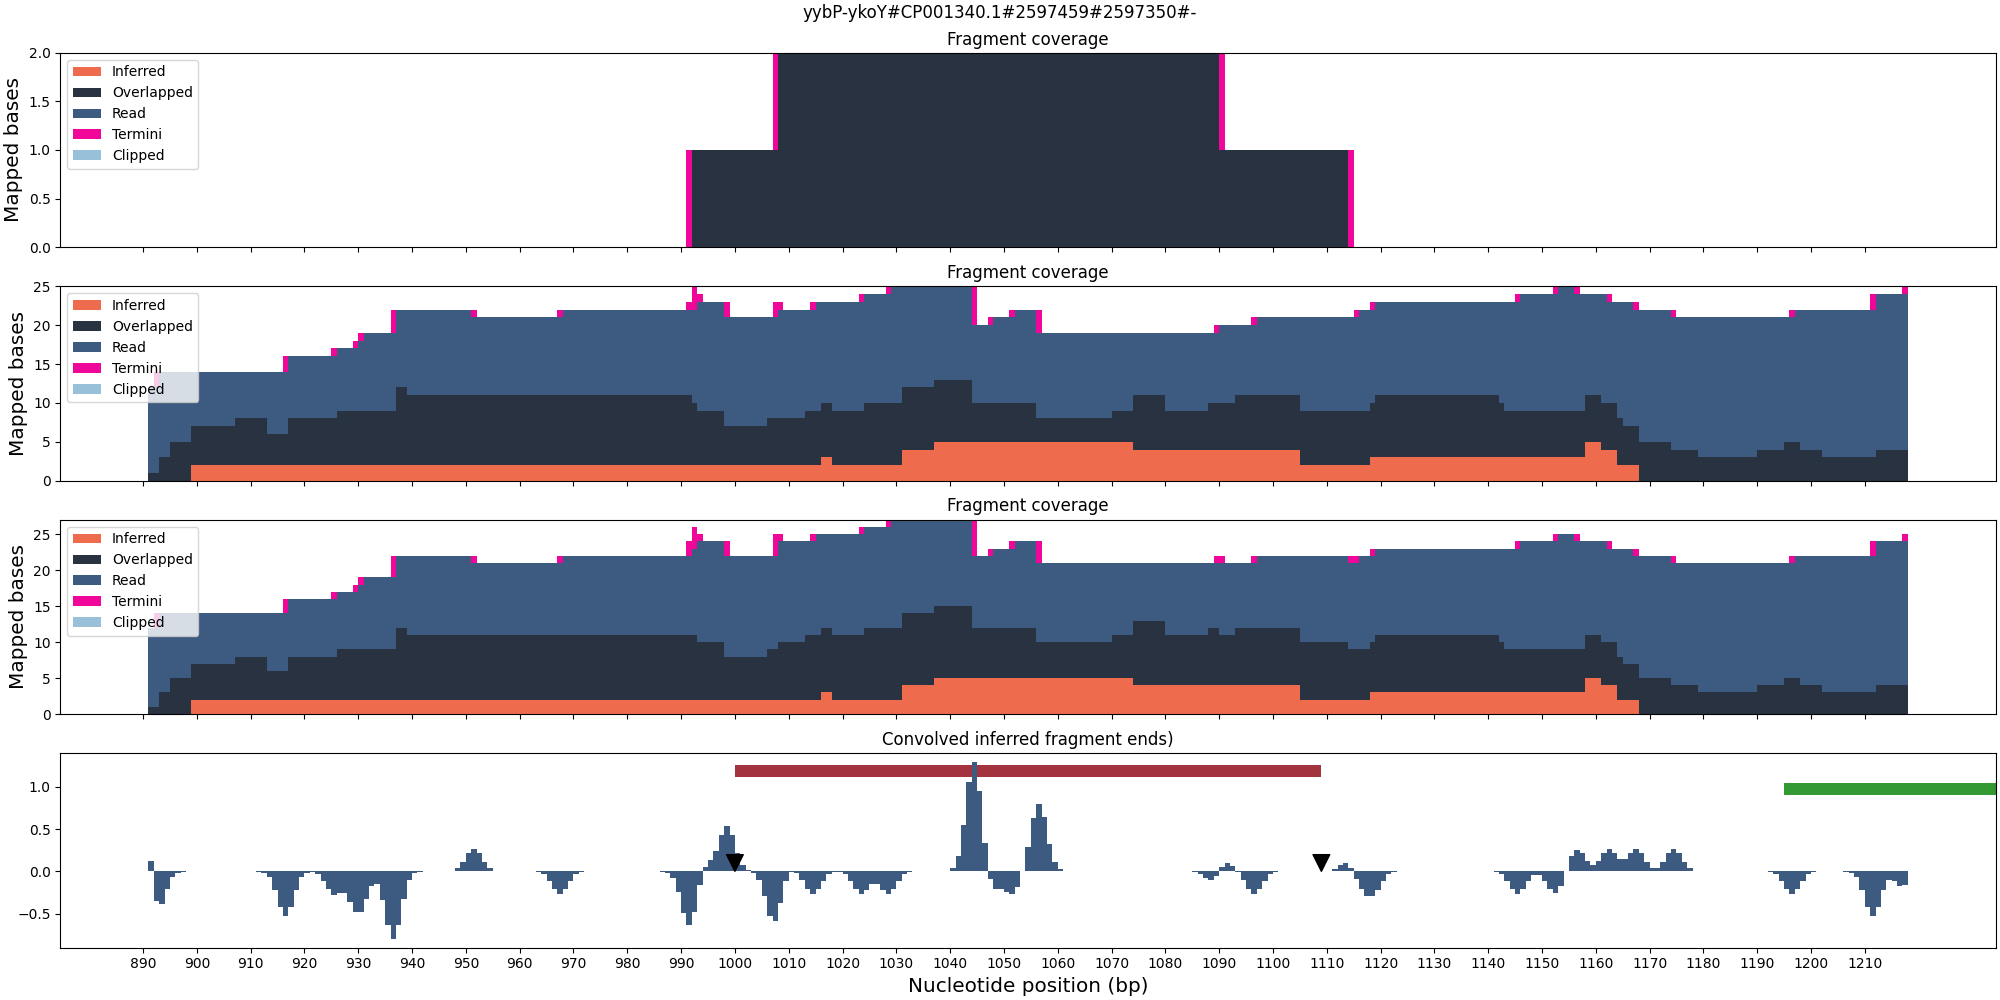 yybP-ykoY#CP001340.1#2597459#2597350#-
Fragment coverage
Mapped bases
2.0
1.5
1.0
0.5
0.0
Inferred
Overlapped
Read
Termini
Clipped
Fragment coverage
Mapped bases
25
20
15
10
5
0
Inferred
Overlapped
Read
Termini
Clipped
Fragment coverage
Mapped bases
25
20
15
10
5
0
Inferred
Overlapped
Read
Termini
Clipped
Convolved inferred fragment ends)
1.0
0.5
0.0
−0.5
890 900 910 920 930 940 950 960 970 980 990 1000 1010 1020 1030 1040 1050 1060 1070 1080 1090 1100 1110 1120 1130 1140 1150 1160 1170 1180 1190 1200 1210
Nucleotide position (bp)